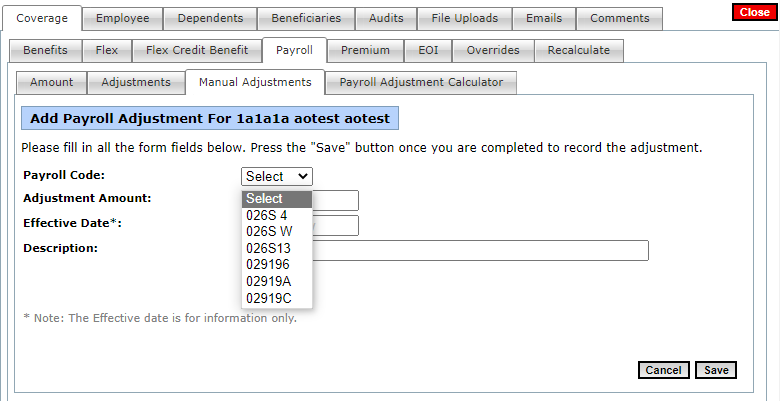 Coverage Employee Dependents Beneficiaries Audits File Uploads Emails Comments Close
Benefits Flex Flex Credit Benefit Payroll Premium EOI Overrides Recalculate
Amount Adjustments Manual Adjustments Payroll Adjustment Calculator
Add Payroll Adjustment For 1a1a1a aotest aotest
Please fill in all the form fields below. Press the "Save" button once you are completed to record the adjustment.
Payroll Code: Select
Adjustment Amount:
Effective Date*:
Description:
Select
026S 4
026S W
026S13
029196
02919A
02919C
* Note: The Effective date is for information only.
Cancel Save